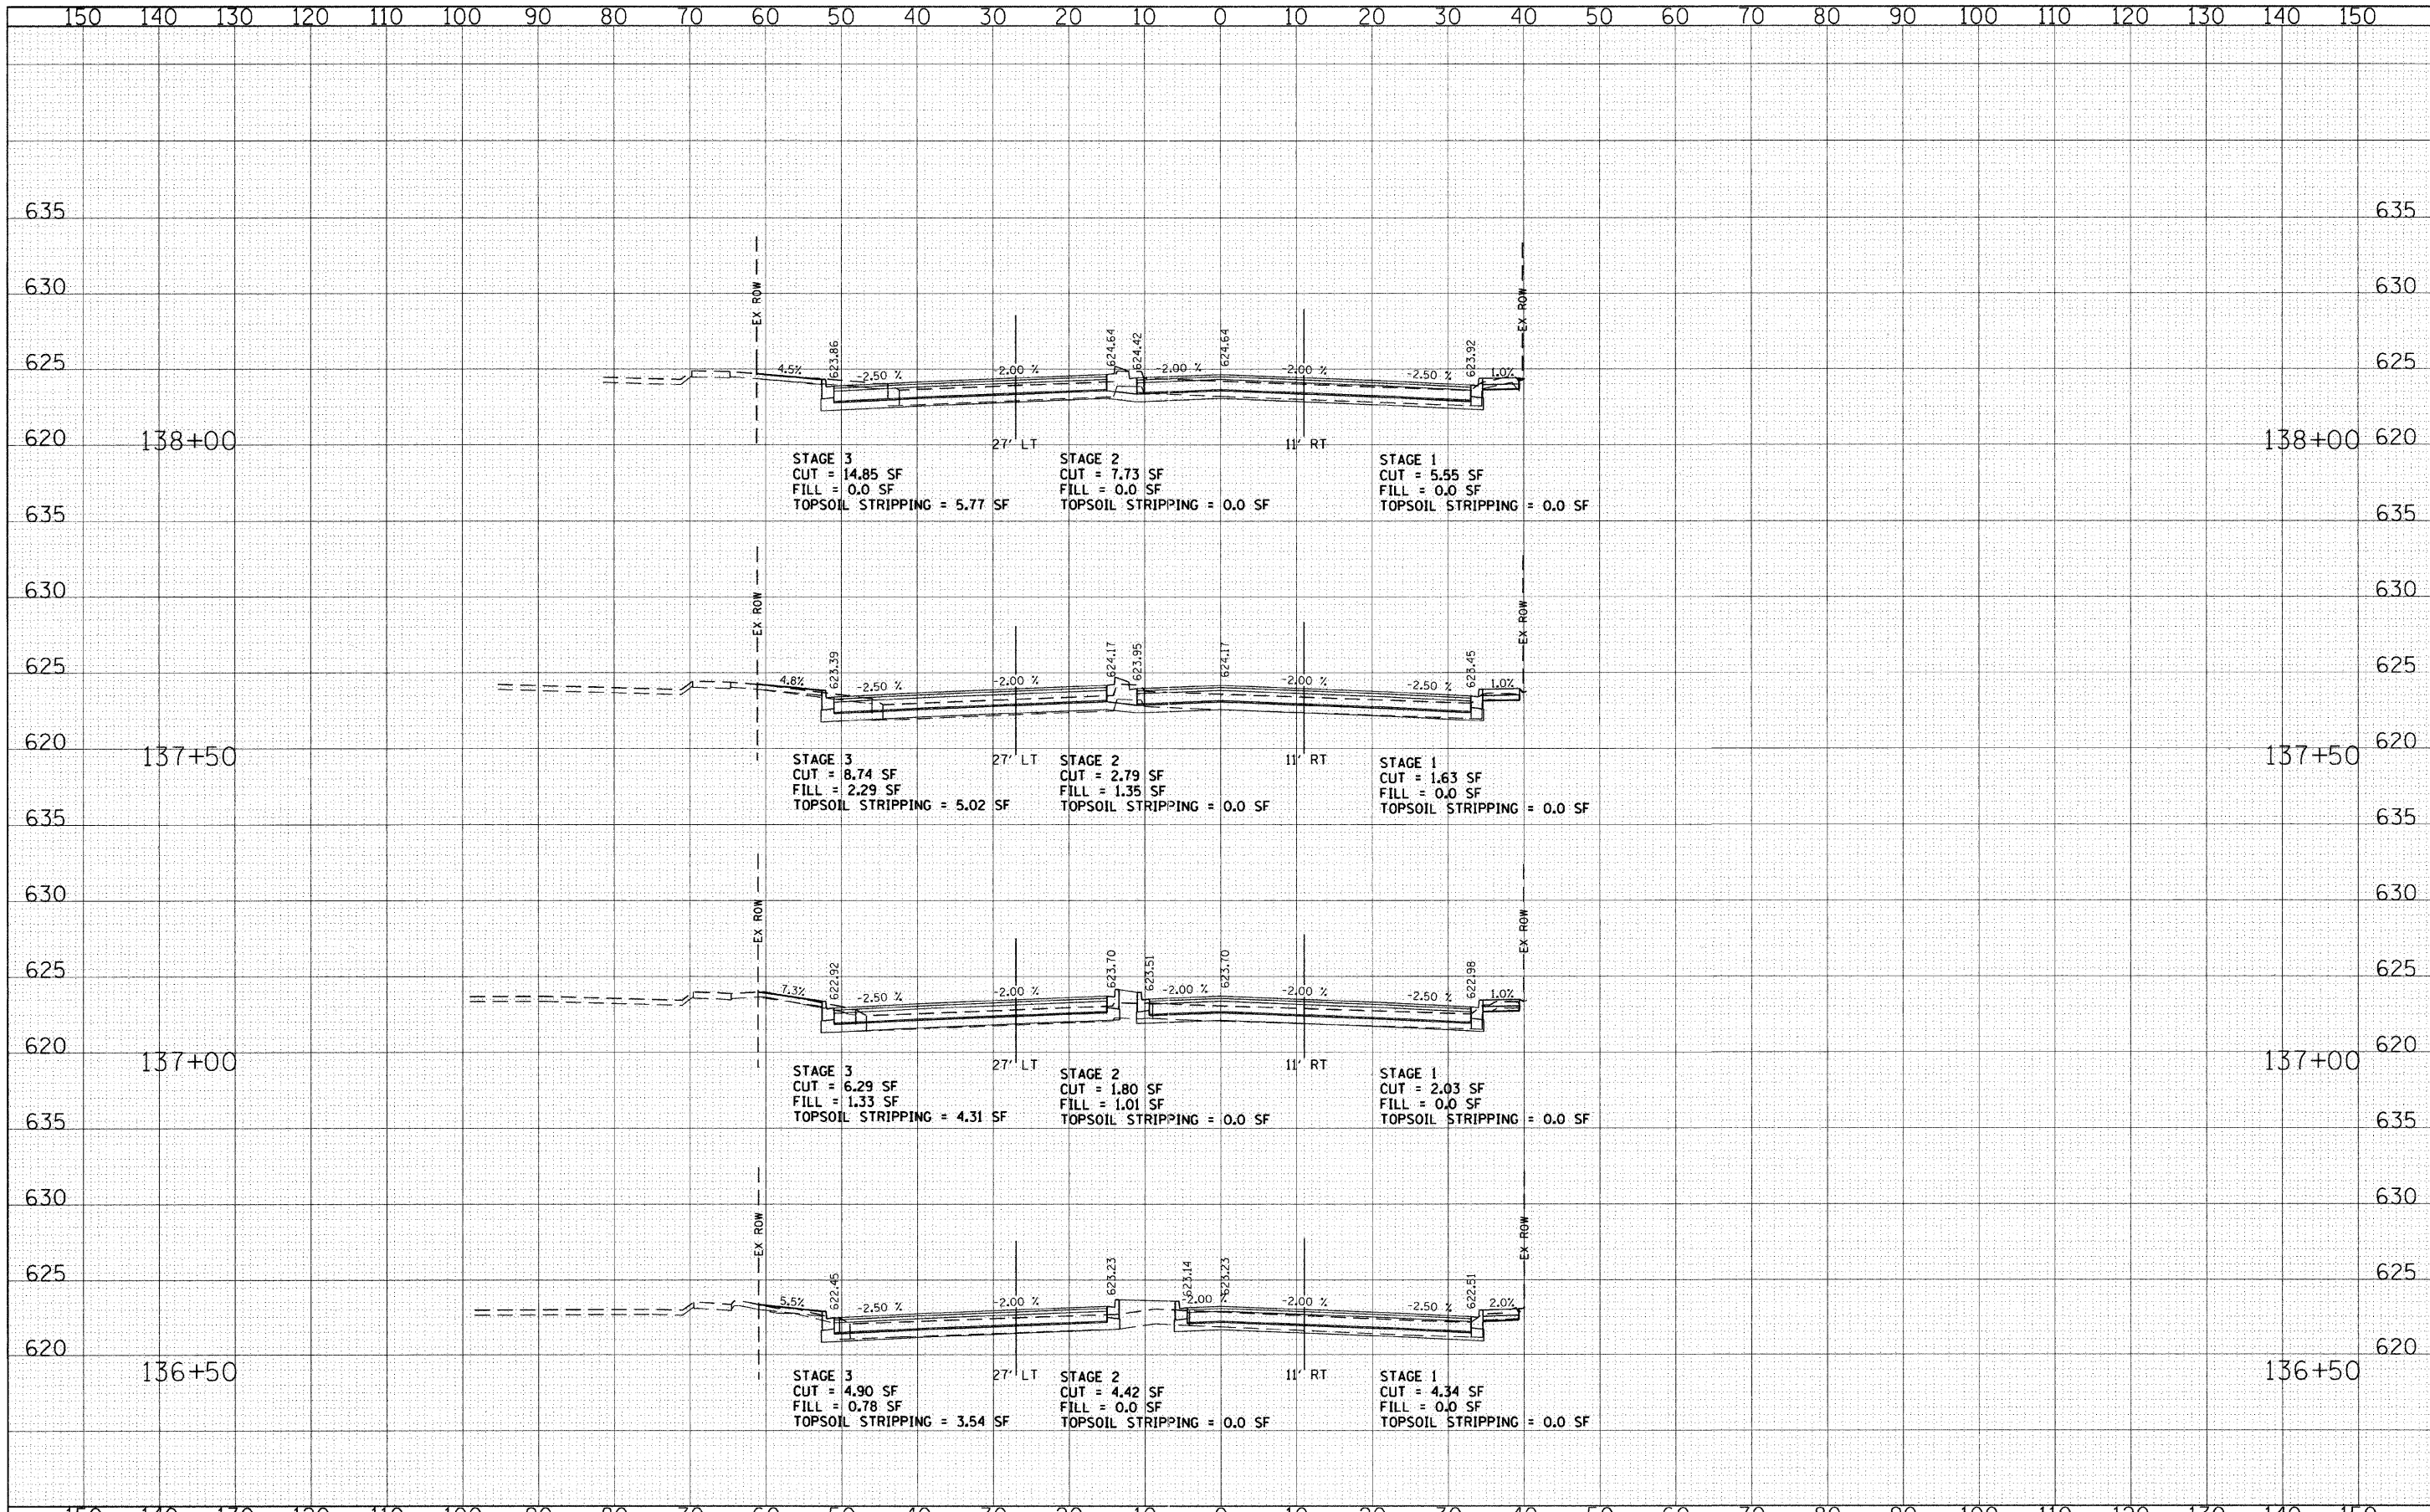 150 140 130 120 110 100 90 80 70 60 50 40 30 20 10 0 10 20 30 40 50 60 70 80 90 100 110 120 130 140 150
635 635
630 630
EX ROW EX ROW
623.86 624.64 624.42 624.64 623.92
625 4.5% -2.50 % -2.00 % -2.00 % -2.00 % -2.50 % 1.0% 625
620 138+00 27' LT 11' RT 138+00 620
STAGE 3 STAGE 2 STAGE 1
CUT = 14.85 SF CUT = 7.73 SF CUT = 5.55 SF
FILL = 0.0 SF FILL = 0.0 SF FILL = 0.0 SF
TOPSOIL STRIPPING = 5.77 SF TOPSOIL STRIPPING = 0.0 SF TOPSOIL STRIPPING = 0.0 SF
635 635
630 630
EX ROW EX ROW
623.39 624.17 623.95 624.17 623.45
625 4.8% -2.50 % -2.00 % -2.00 % -2.50 % 1.0% 625
620 137+50 27' LT 11' RT 137+50 620
STAGE 3 STAGE 2 STAGE 1
CUT = 8.74 SF CUT = 2.79 SF CUT = 1.63 SF
FILL = 2.29 SF FILL = 1.35 SF FILL = 0.0 SF
TOPSOIL STRIPPING = 5.02 SF TOPSOIL STRIPPING = 0.0 SF TOPSOIL STRIPPING = 0.0 SF
635 635
630 630
EX ROW EX ROW
622.92 623.70 623.51 623.70 622.98
625 7.3% -2.50 % -2.00 % -2.00 % -2.00 % -2.50 % 1.0% 625
620 137+00 27' LT 11' RT 137+00 620
STAGE 3 STAGE 2 STAGE 1
CUT = 6.29 SF CUT = 1.80 SF CUT = 2.03 SF
FILL = 1.33 SF FILL = 1.01 SF FILL = 0.0 SF
TOPSOIL STRIPPING = 4.31 SF TOPSOIL STRIPPING = 0.0 SF TOPSOIL STRIPPING = 0.0 SF
635 635
630 630
EX ROW EX ROW
622.45 623.23 623.14 623.23 622.51
625 5.5% -2.50 % -2.00 % -2.00 % -2.00 % -2.50 % 2.0% 625
620 136+50 27' LT 11' RT 136+50 620
STAGE 3 STAGE 2 STAGE 1
CUT = 4.90 SF CUT = 4.42 SF CUT = 4.34 SF
FILL = 0.78 SF FILL = 0.0 SF FILL = 0.0 SF
TOPSOIL STRIPPING = 3.54 SF TOPSOIL STRIPPING = 0.0 SF TOPSOIL STRIPPING = 0.0 SF